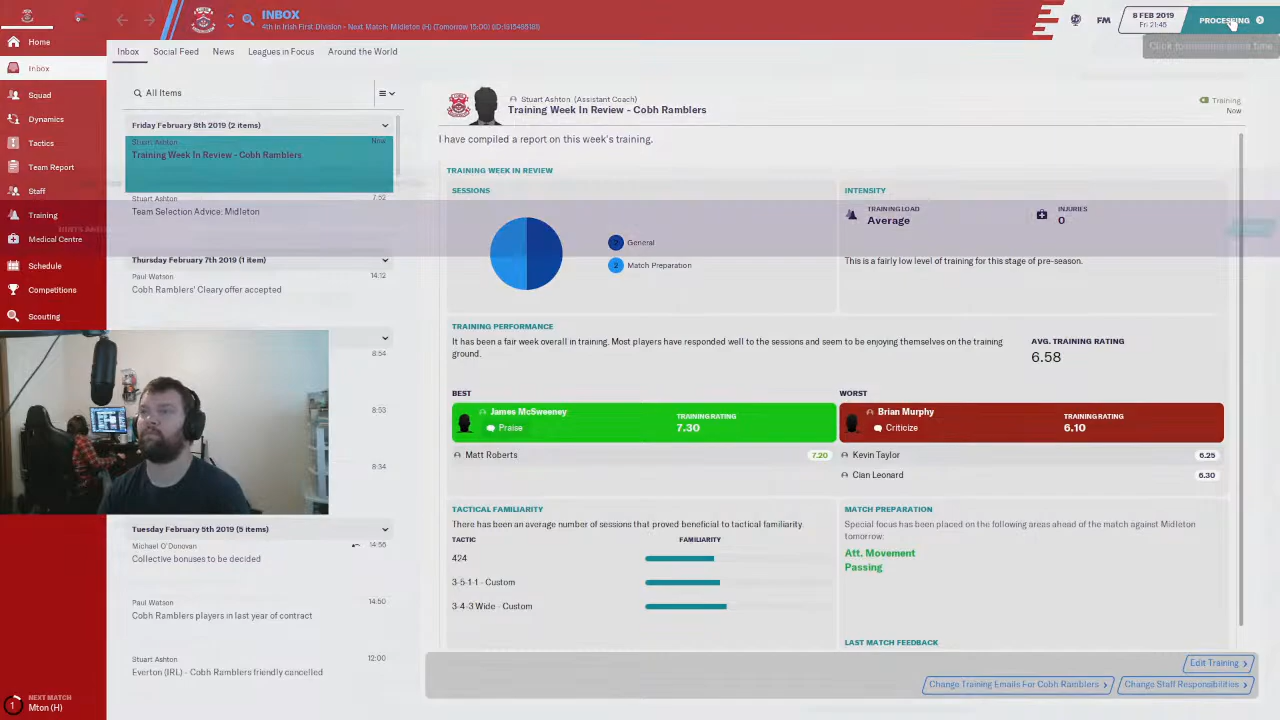 INBOX
4th in Irish First Division - Next Match: Midleton (H) (Tomorrow 15:00)
FM
8 FEB 2019
Fri 21:45
PROCESSING
Home
Inbox
Squad
Dynamics
Tactics
Team Report
Staff
Training
Medical Centre
Schedule
Competitions
Scouting
NEXT MATCH
1
Mton (H)
Inbox
Social Feed
News
Leagues in Focus
Around the World
All Items
Friday February 8th 2019 (2 items)
Stuart Ashton
Now
Training Week In Review - Cobh Ramblers
Stuart Ashton
7:52
Team Selection Advice: Midleton
Thursday February 7th 2019 (1 item)
Paul Watson
14:12
Cobh Ramblers' Cleary offer accepted
8:54
8:53
8:34
Tuesday February 5th 2019 (5 items)
Michael O'Donovan
14:56
Collective bonuses to be decided
Paul Watson
14:50
Cobh Ramblers players in last year of contract
Stuart Ashton
12:00
Everton (IRL) - Cobh Ramblers friendly cancelled
Stuart Ashton (Assistant Coach)
Training Week In Review - Cobh Ramblers
Training
Now
I have compiled a report on this week's training.
TRAINING WEEK IN REVIEW
SESSIONS
2 General
2 Match Preparation
INTENSITY
TRAINING LOAD
Average
INJURIES
0
This is a fairly low level of training for this stage of pre-season.
TRAINING PERFORMANCE
It has been a fair week overall in training. Most players have responded well to the sessions and seem to be enjoying themselves on the training
ground.
AVG. TRAINING RATING
6.58
BEST
James McSweeney
Praise
TRAINING RATING
7.30
Matt Roberts
7.20
WORST
Brian Murphy
Criticize
TRAINING RATING
6.10
Kevin Taylor
6.25
Cian Leonard
6.30
TACTICAL FAMILIARITY
There has been an average number of sessions that proved beneficial to tactical familiarity.
TACTIC
FAMILIARITY
424
3-5-1-1 - Custom
3-4-3 Wide - Custom
MATCH PREPARATION
Special focus has been placed on the following areas ahead of the match against Midleton
tomorrow:
Att. Movement
Passing
LAST MATCH FEEDBACK
Edit Training
Change Training Emails For Cobh Ramblers
Change Staff Responsibilities